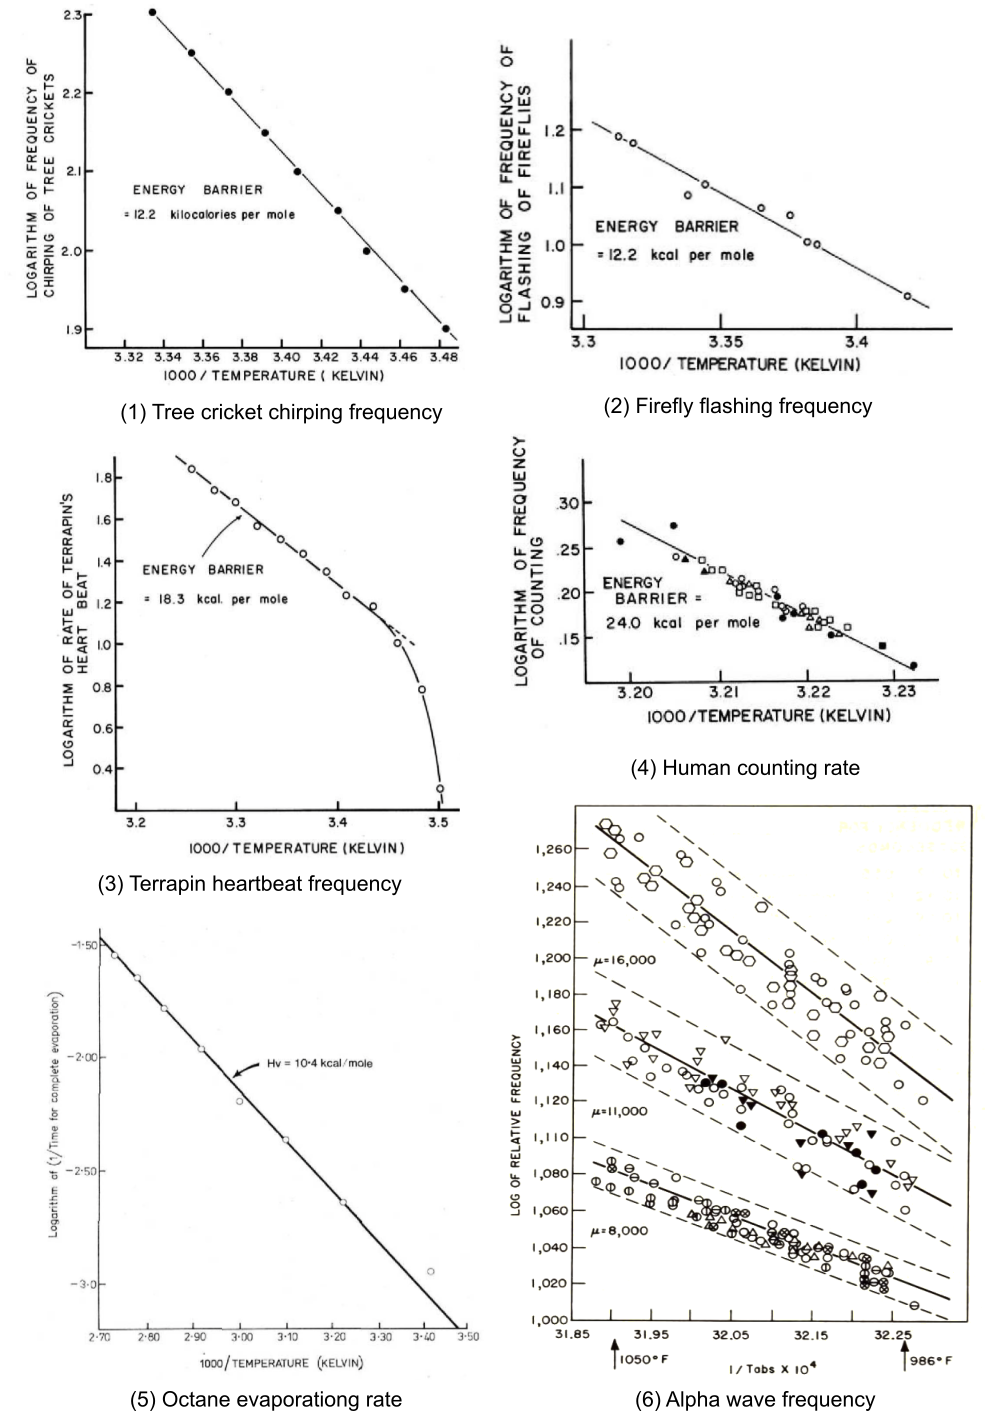 2.3
2.2
2.1
2.0
1.9
LOGARITHM OF FREQUENCY OF
CHIRPING OF TREE CRICKETS
ENERGY BARRIER
= 12.2 kilocalories per mole
3.32 3.34 3.36 3.38 3.40 3.42 3.44 3.46 3.48
1000/ TEMPERATURE ( KELVIN)
(1) Tree cricket chirping frequency
LOGARITHM OF FREQUENCY OF
FLASHING OF FIREFLIES
1.2
1.1
1.0
0.9
ENERGY BARRIER
= 12.2 kcal per mole
3.3 3.35 3.4
1000/ TEMPERATURE (KELVIN)
(2) Firefly flashing frequency
LOGARITHM OF RATE OF TERRAPIN'S
HEART BEAT
1.8
1.6
1.4
1.2
1.0
0.8
0.6
0.4
ENERGY BARRIER
= 18.3 kcal. per mole
3.2 3.3 3.4 3.5
1000/ TEMPERATURE (KELVIN)
(3) Terrapin heartbeat frequency
LOGARITHM OF FREQUENCY
OF COUNTING
.30
.25
.20
.15
ENERGY
BARRIER =
24.0 kcal per mole
3.20 3.21 3.22 3.23
1000/TEMPERATURE (KELVIN)
(4) Human counting rate
Logarithm of (1/Time for complete evaporation)
-1·50
-2·00
-2·50
-3·0
Hv = 10·4 kcal/mole
2·70 2·80 2·90 3·00 3·10 3·20 3·30 3·40 3·50
1000/TEMPERATURE (KELVIN)
(5) Octane evaporationg rate
LOG OF RELATIVE FREQUENCY
1,260
1,240
1,220
1,200
1,180
1,160
1,140
1,120
1,110
1,080
1,060
1,040
1,020
1,000
μ=16,000
μ=11,000
μ=8,000
31.85 31.95 32.05 32.15 32.25
1050°F
1/ Tabs X 10⁴
986°F
(6) Alpha wave frequency